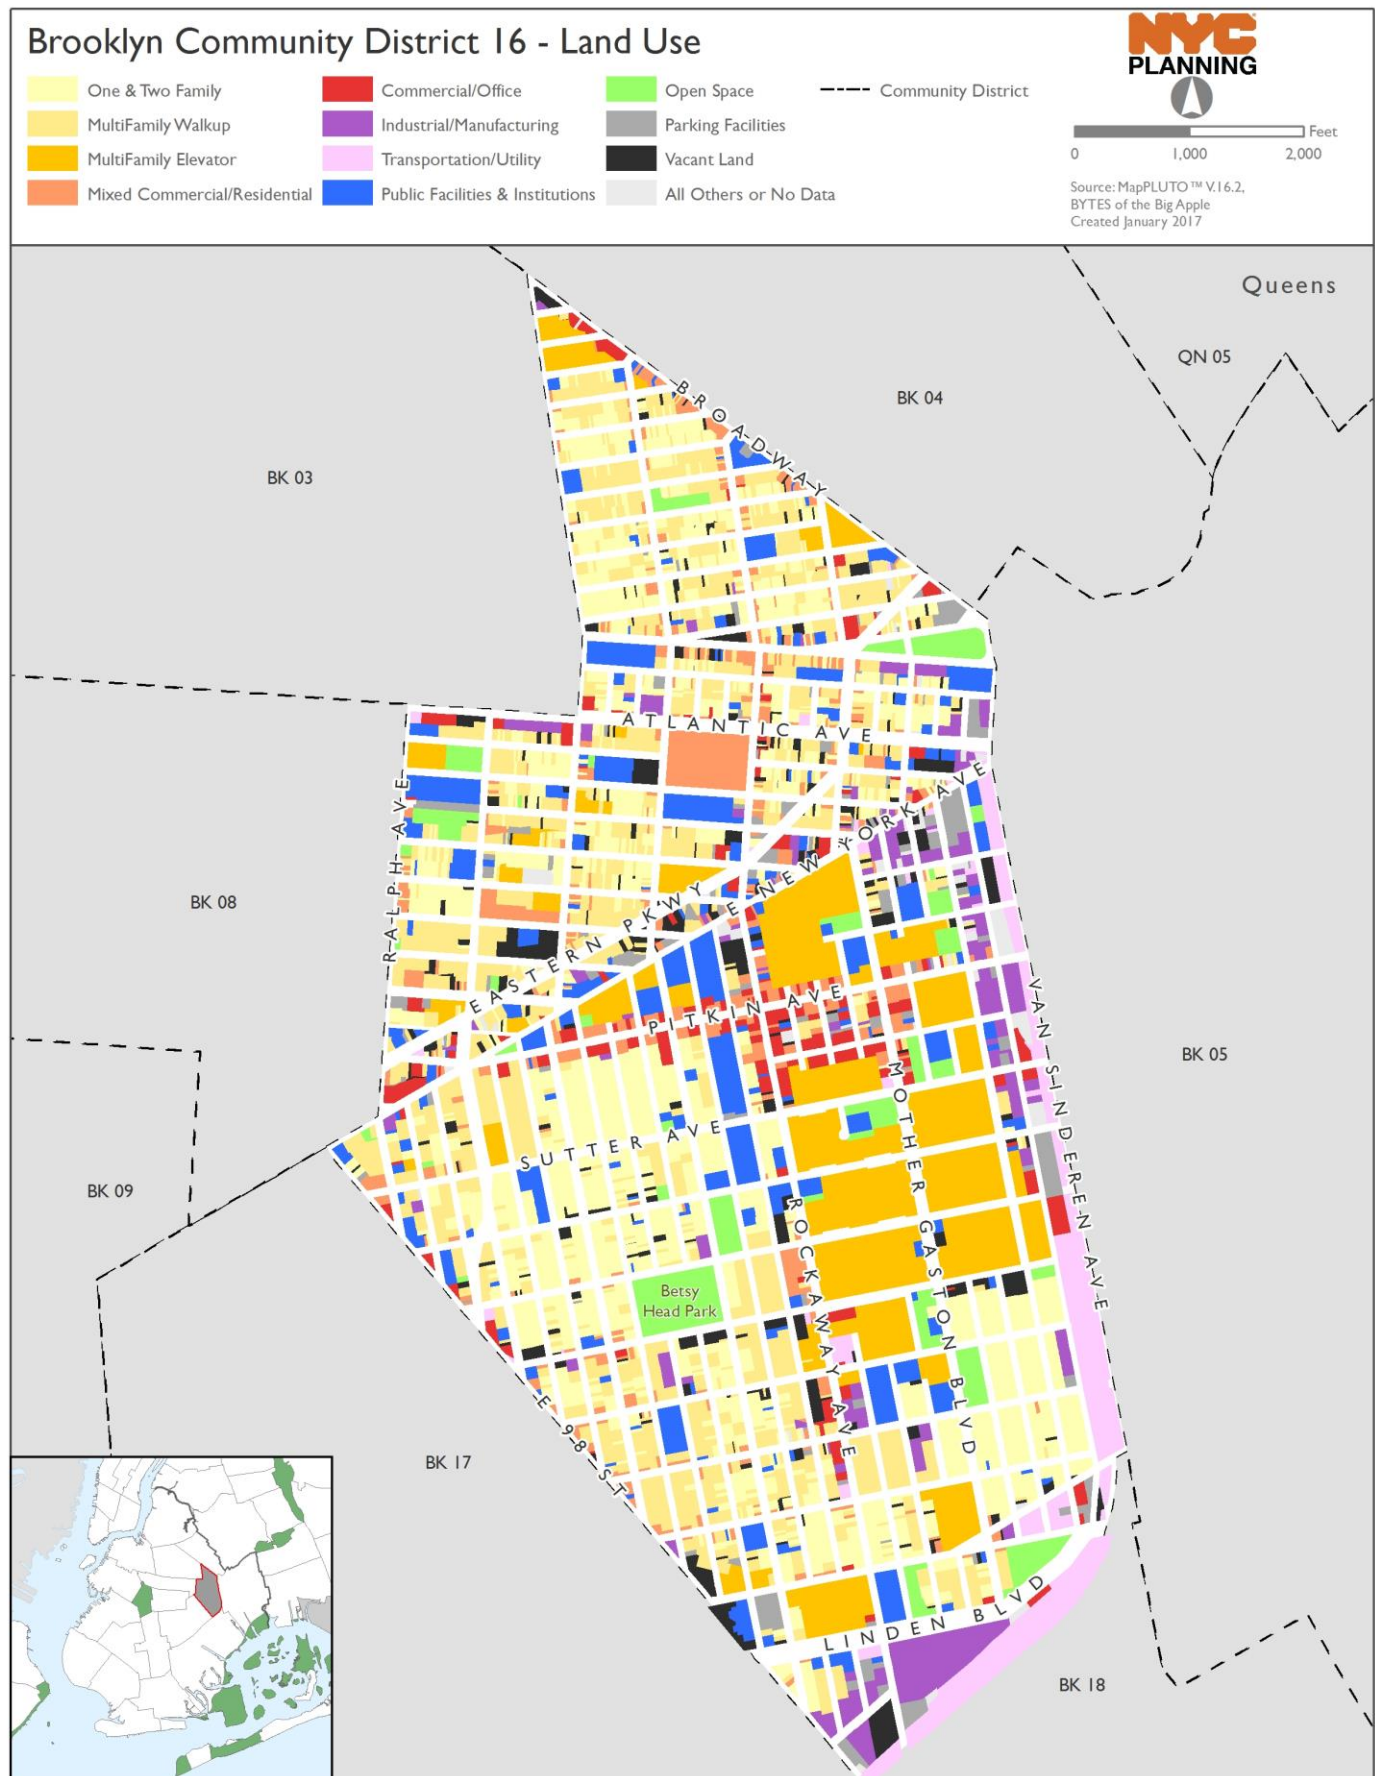 Brooklyn Community District 16 - Land Use
NYC
PLANNING
One & Two Family
MultiFamily Walkup
MultiFamily Elevator
Mixed Commercial/Residential
Commercial/Office
Industrial/Manufacturing
Transportation/Utility
Public Facilities & Institutions
Open Space
Parking Facilities
Vacant Land
All Others or No Data
Community District
Feet
0 1,000 2,000
Source: MapPLUTO™ V.16.2,
BYTES of the Big Apple
Created January 2017
Queens
QN 05
BK 04
BK 03
BROADWAY
ATLANTIC AVE
RALPH AVE
E NEW YORK AVE
BK 08
EASTERN PKWY
PITKIN AVE
VAN SINDEREN AVE
BK 05
MOTHER GASTON BLVD
SUTTER AVE
BK 09
ROCKAWAY AVE
Betsy
Head Park
E 98 ST
BK 17
LINDEN BLVD
BK 18